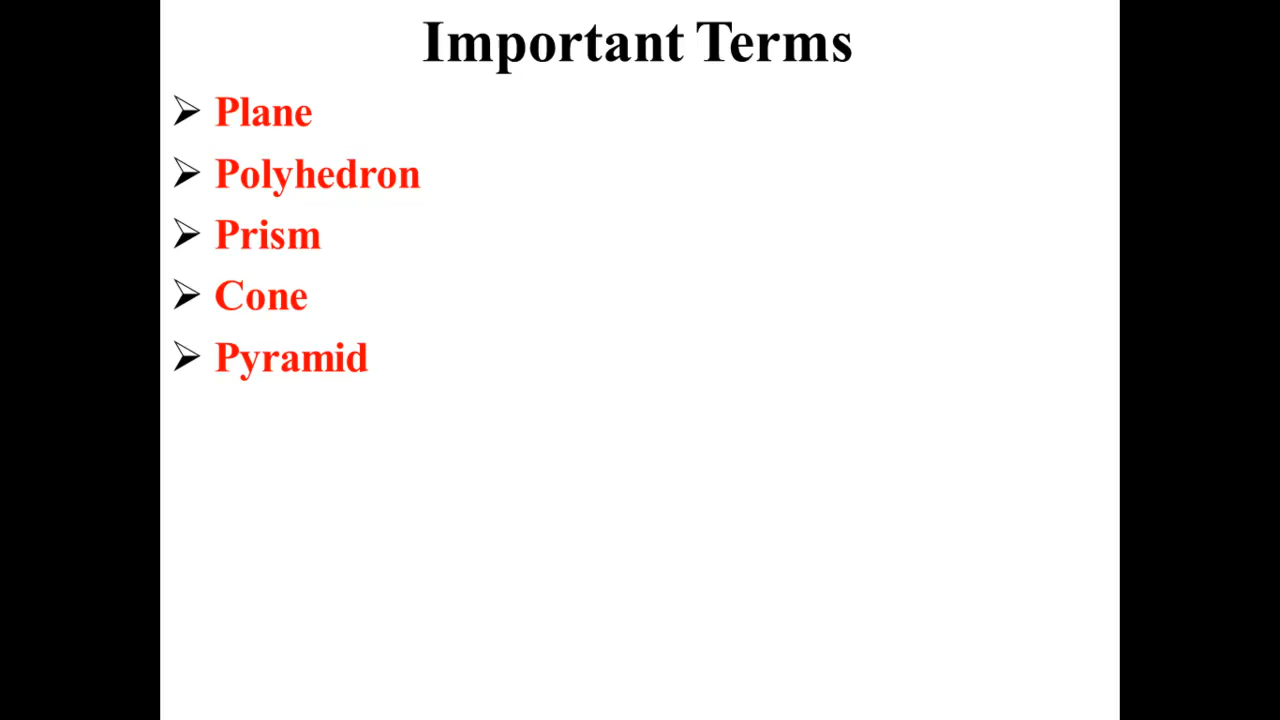 Important Terms
Plane
Polyhedron
Prism
Cone
Pyramid